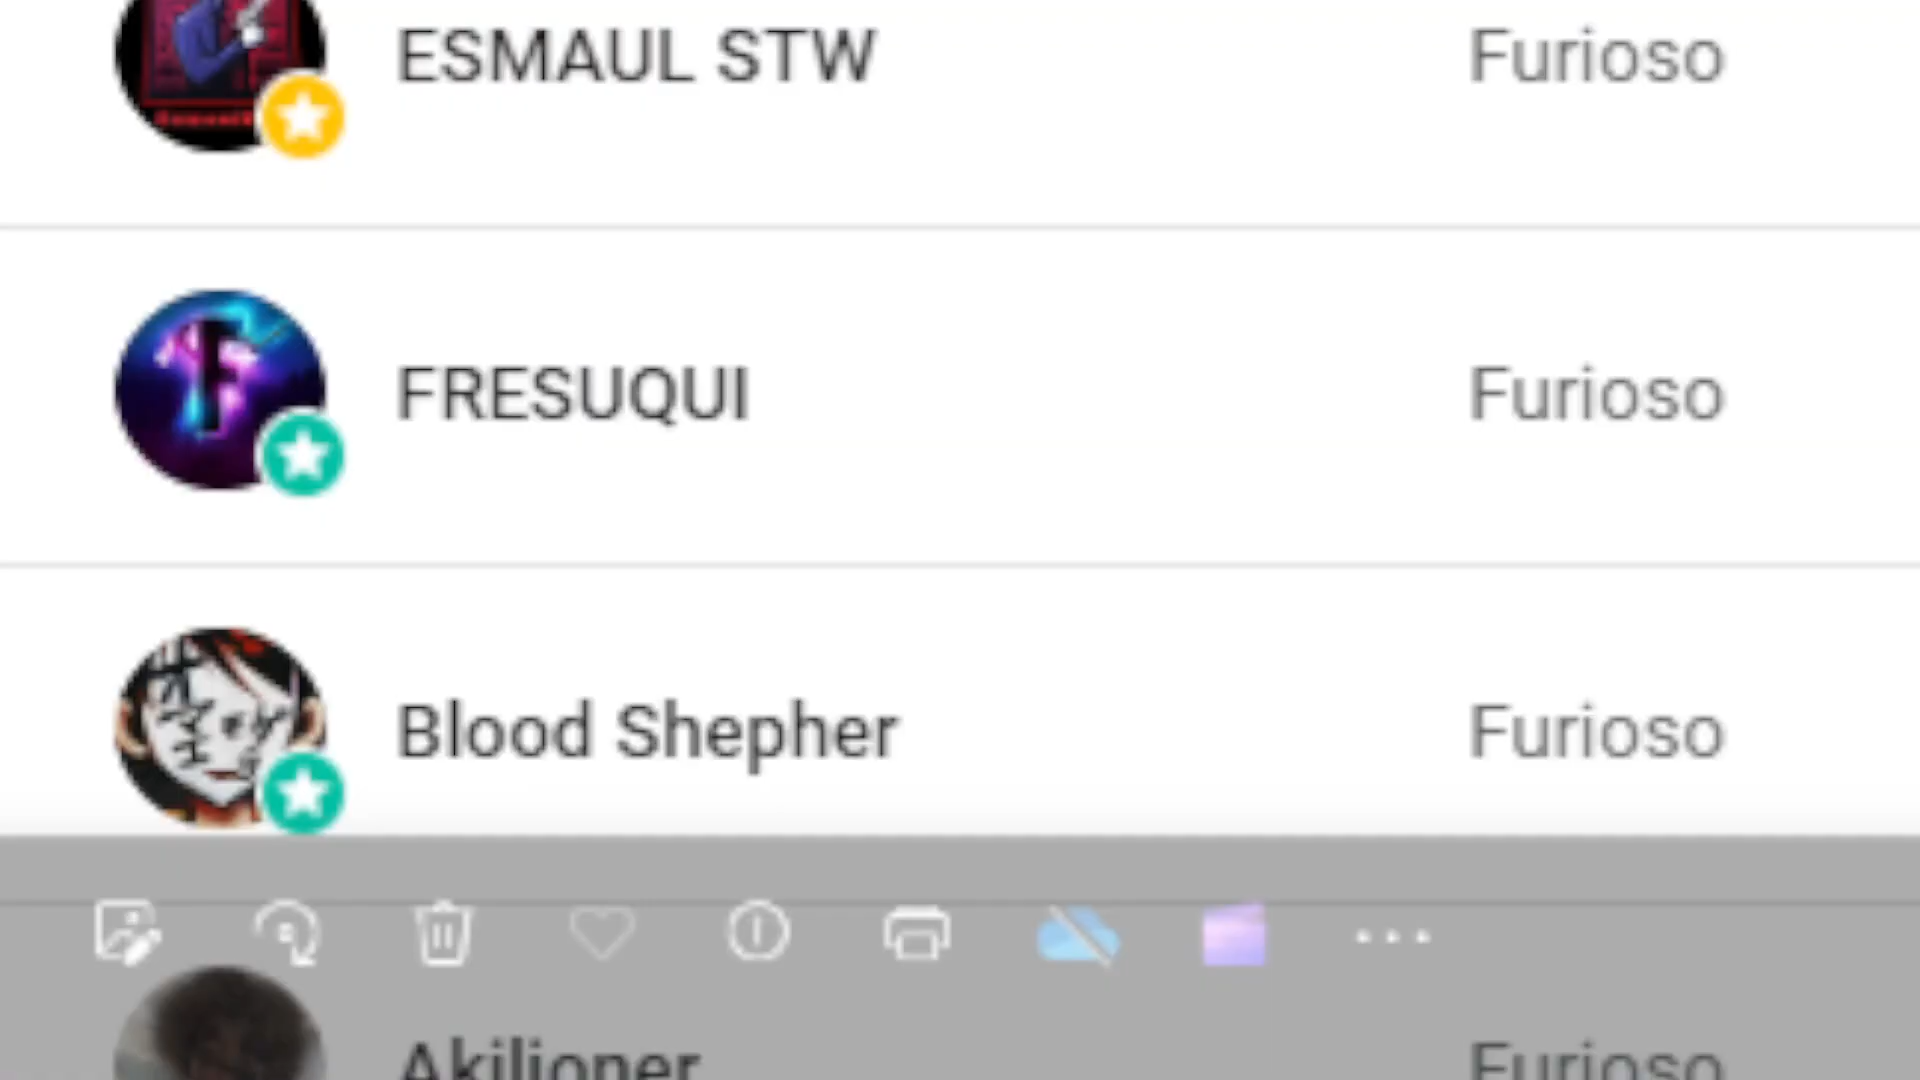 ESMAUL STW Furioso
FRESUQUI Furioso
Blood Shepher Furioso
Akilioner Furioso